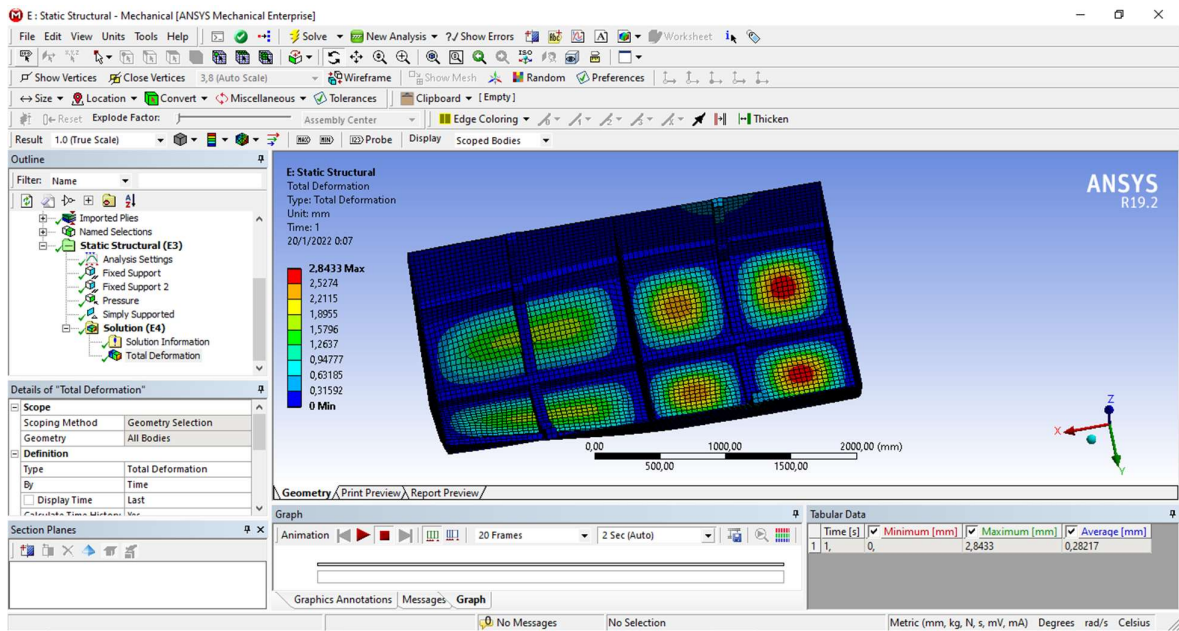 E : Static Structural - Mechanical [ANSYS Mechanical Enterprise]
File Edit View Units Tools Help Solve New Analysis ?/ Show Errors Worksheet
Show Vertices Close Vertices 3,8 (Auto Scale) Wireframe Show Mesh Random Preferences
Size Location Convert Miscellaneous Tolerances Clipboard [Empty]
Reset Explode Factor: Assembly Center Edge Coloring Thicken
Result 1.0 (True Scale) MAX MIN Probe Display Scoped Bodies
Outline
Filter: Name
Imported Plies
Named Selections
Static Structural (E3)
Analysis Settings
Fixed Support
Fixed Support 2
Pressure
Simply Supported
Solution (E4)
Solution Information
Total Deformation
Details of "Total Deformation"
Scope
Scoping Method Geometry Selection
Geometry All Bodies
Definition
Type Total Deformation
By Time
Display Time Last
Calculate Time History Yes
Section Planes
E: Static Structural
Total Deformation
Type: Total Deformation
Unit: mm
Time: 1
20/1/2022 0:07
2,8433 Max
2,5274
2,2115
1,8955
1,5796
1,2637
0,94777
0,63185
0,31592
0 Min
ANSYS
R19.2
0,00 1000,00 2000,00 (mm)
500,00 1500,00
X
Y
Z
Geometry Print Preview Report Preview
Graph
Animation 20 Frames 2 Sec (Auto)
Graphics Annotations Messages Graph
Tabular Data
Time [s] Minimum [mm] Maximum [mm] Average [mm]
1 1, 0, 2,8433 0,28217
0 No Messages No Selection Metric (mm, kg, N, s, mV, mA) Degrees rad/s Celsius